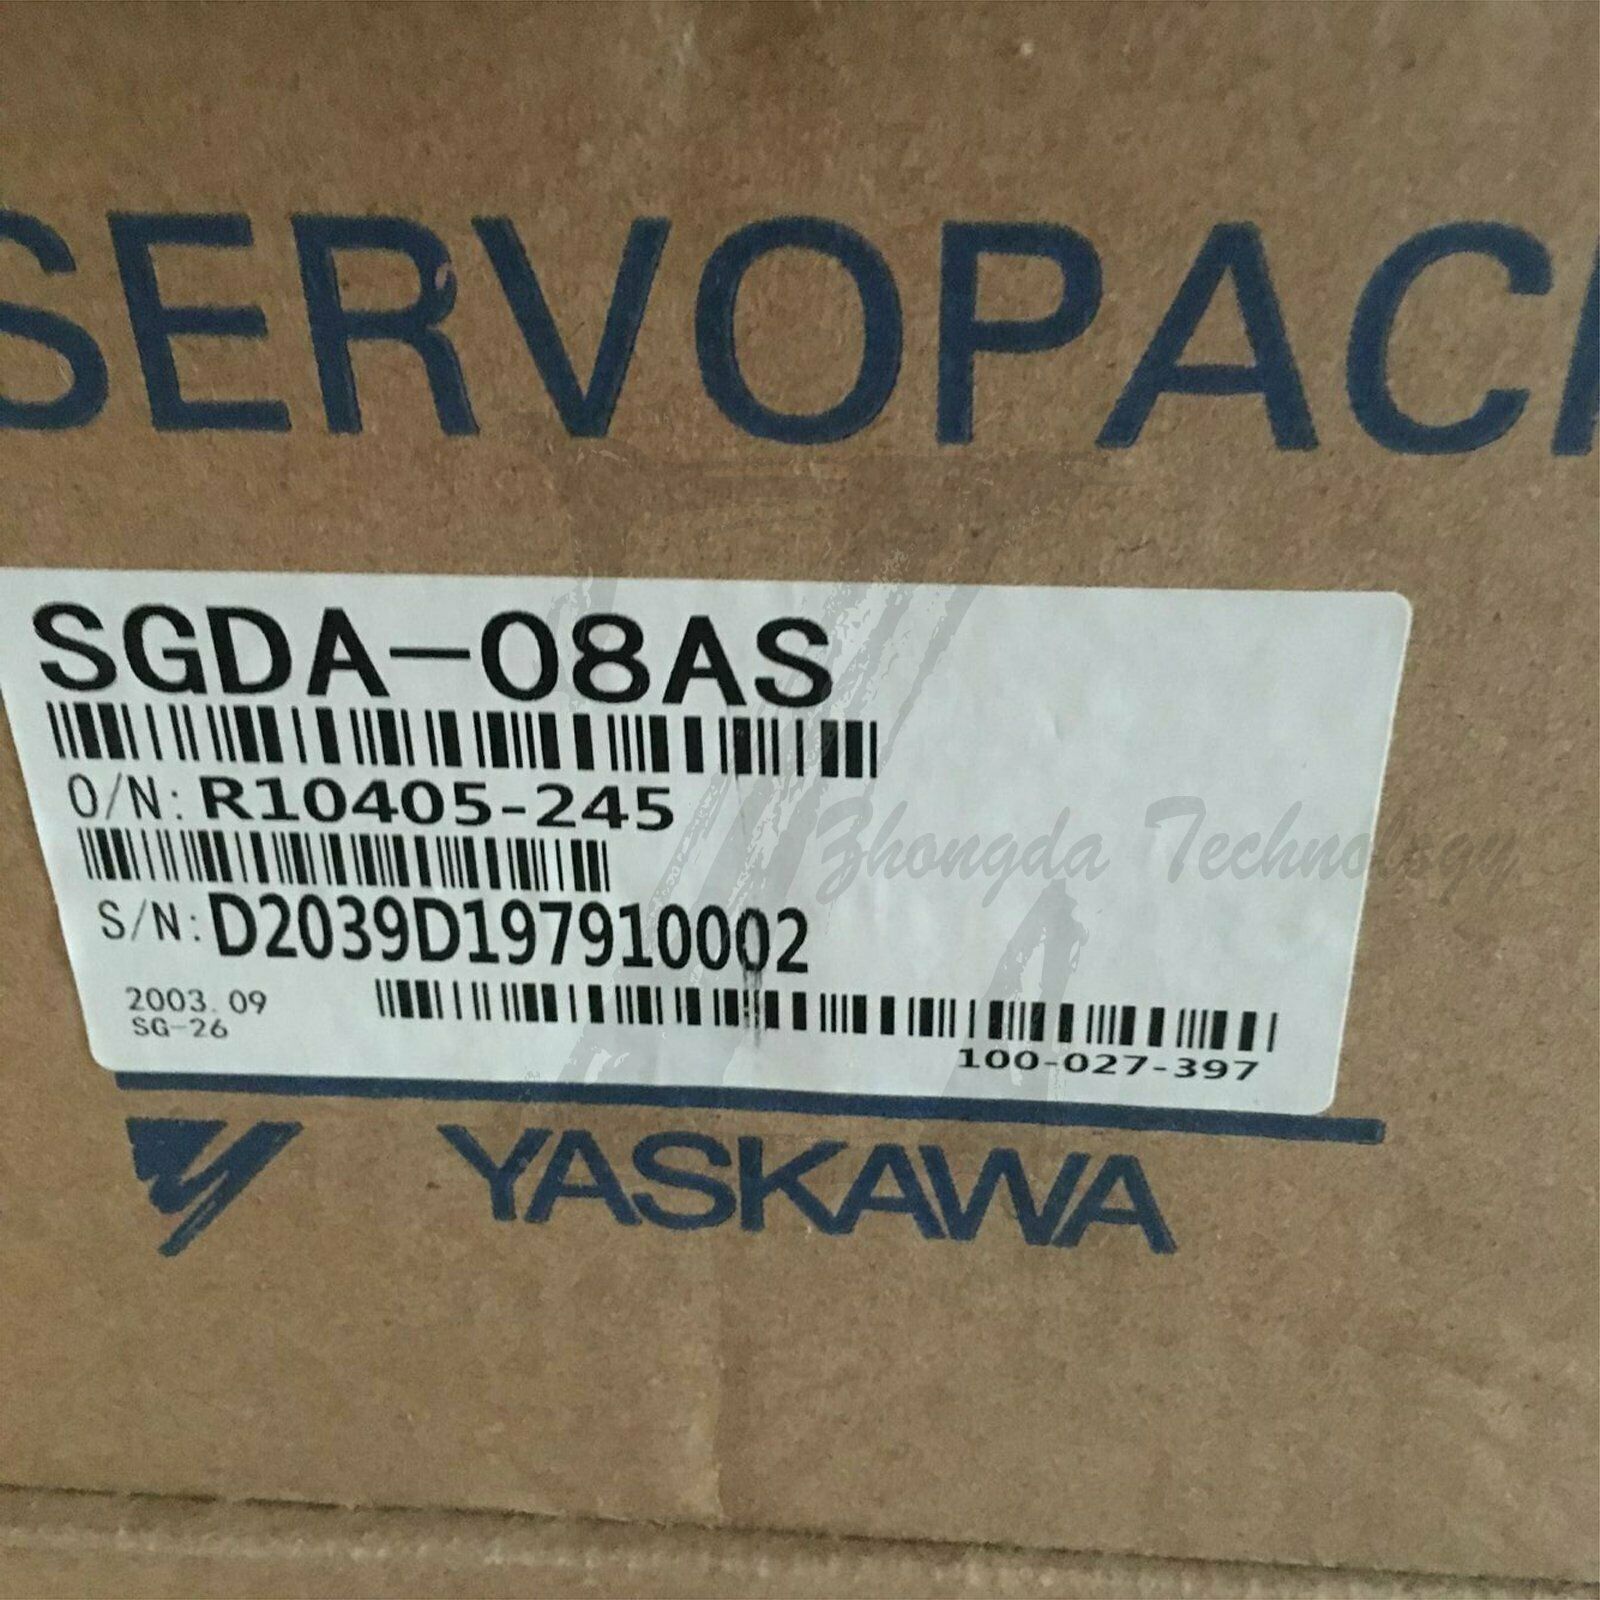 SERVOPACK
SGDA-08AS
O/N: R10405-245
Zhongda Technology
S/N: D2039D197910002
2003.09
SG-26
100-027-397
YASKAWA